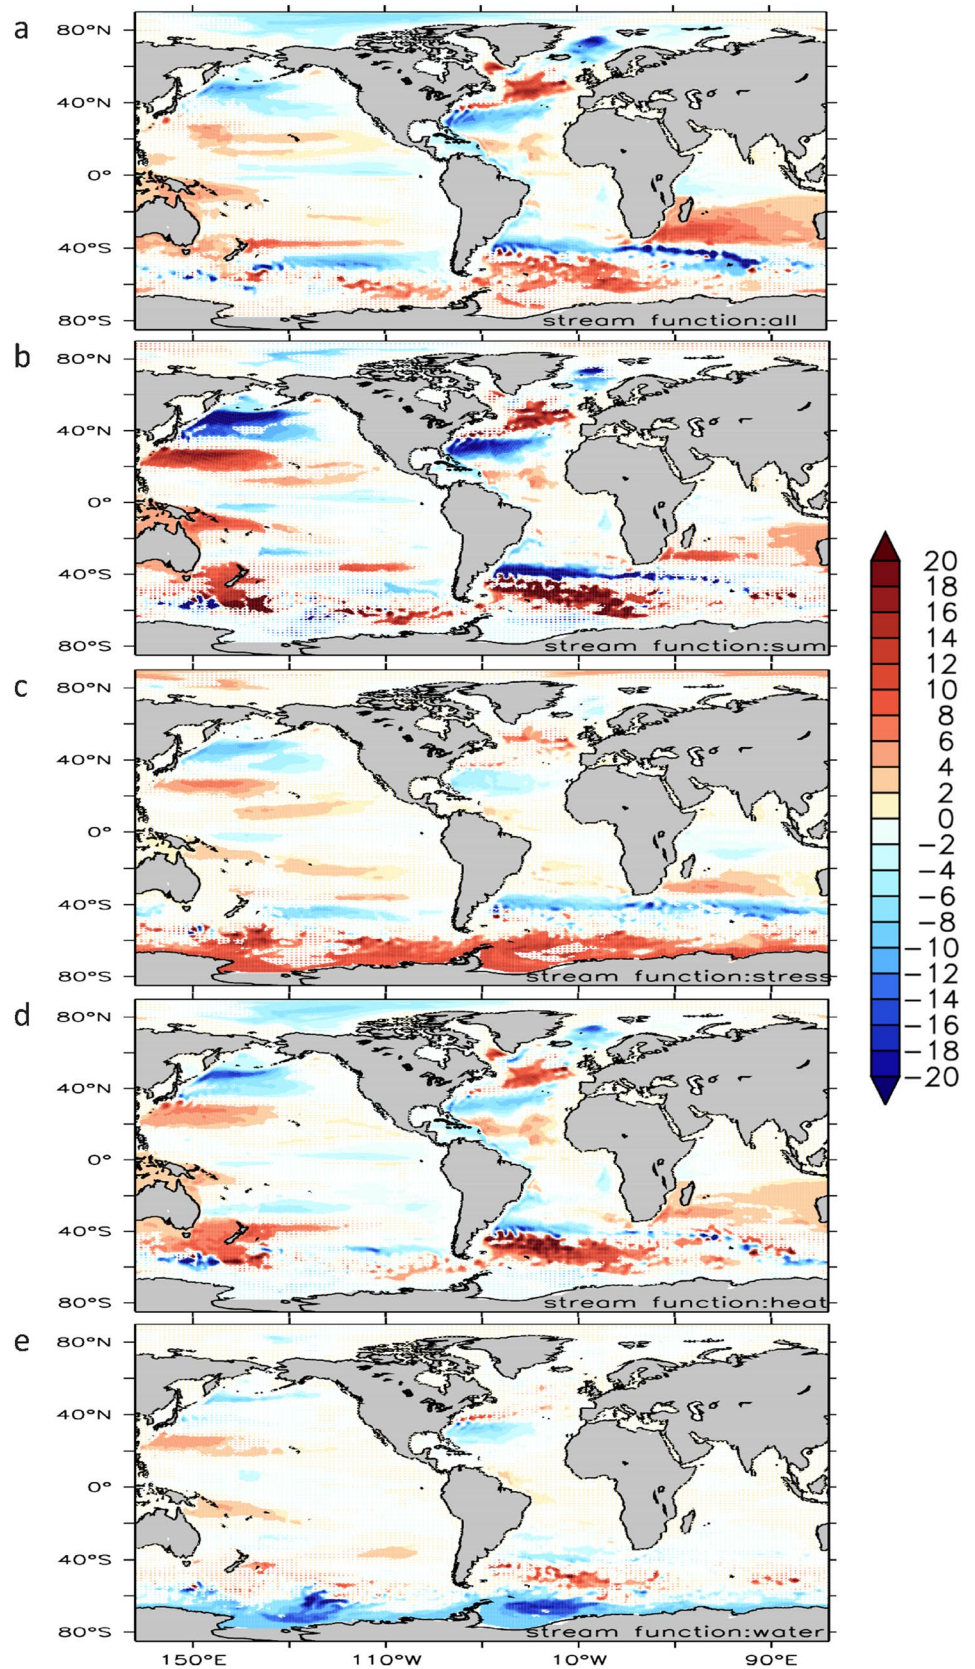 a
80°N
40°N
0°
40°S
80°S
stream function:all
b
80°N
40°N
0°
40°S
80°S
stream function:sum
c
80°N
40°N
0°
40°S
80°S
stream function:stress
d
80°N
40°N
0°
40°S
80°S
stream function:heat
e
80°N
40°N
0°
40°S
80°S
stream function:water
150°E 110°W 10°W 90°E
20
18
16
14
12
10
8
6
4
2
0
−2
−4
−6
−8
−10
−12
−14
−16
−18
−20